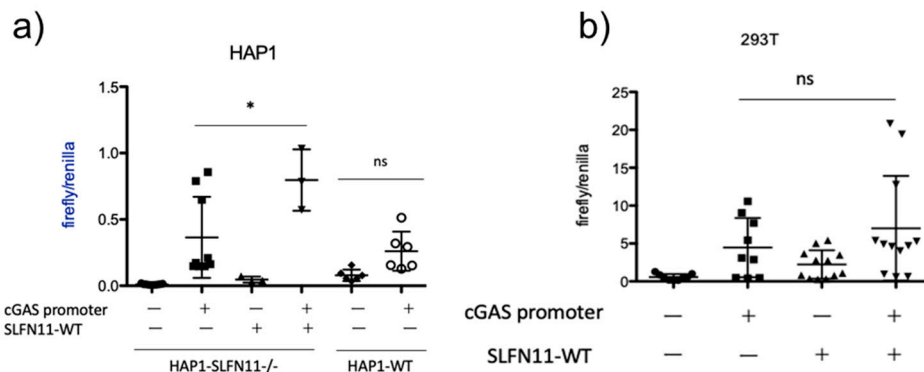 a)
HAP1
1.5
1.0
0.5
0.0
firefly/renilla
*
ns
cGAS promoter — + — + — +
SLFN11-WT — — + + — —
HAP1-SLFN11-/- HAP1-WT
b)
293T
25
20
15
10
5
0
firefly/renilla
ns
cGAS promoter — + — +
SLFN11-WT — — + +